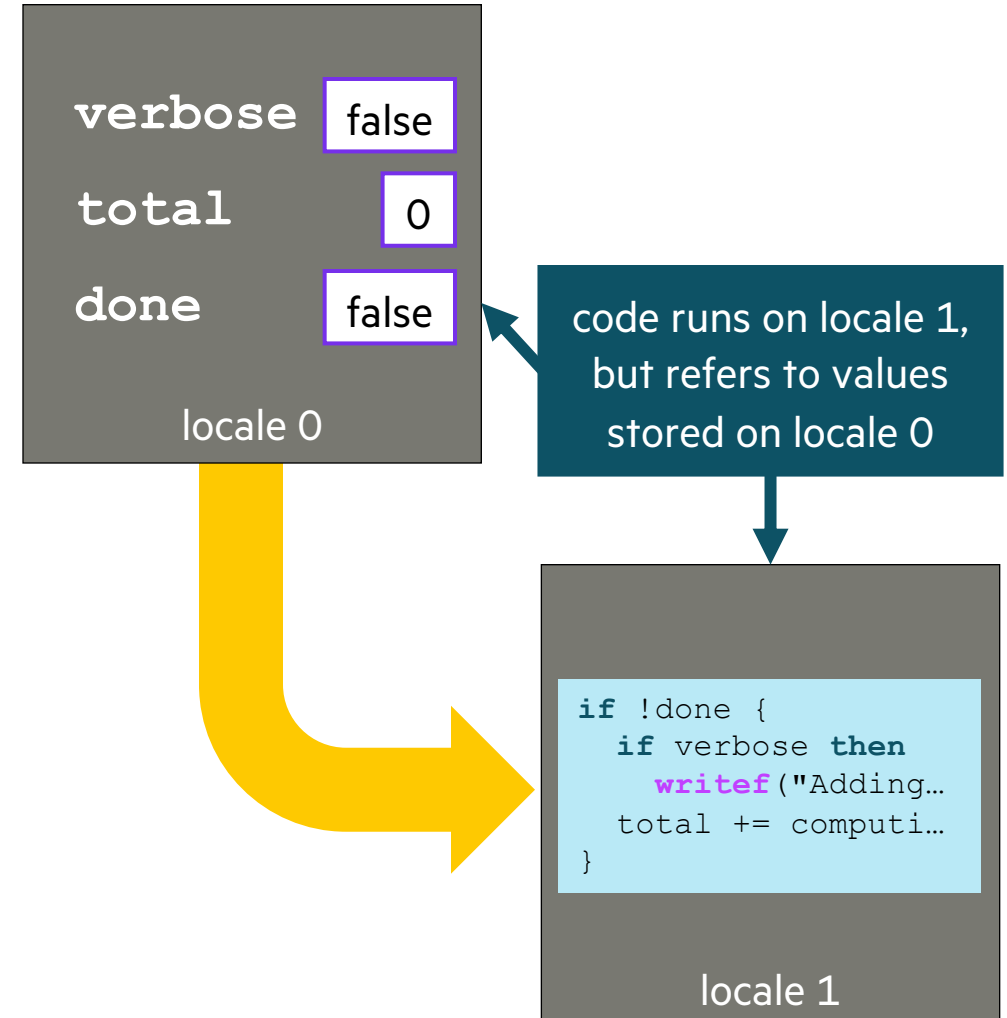 verbose false
total 0
done false
locale 0
code runs on locale 1,
but refers to values
stored on locale 0
if !done {
  if verbose then
    writef("Adding…
  total += computi…
}
locale 1